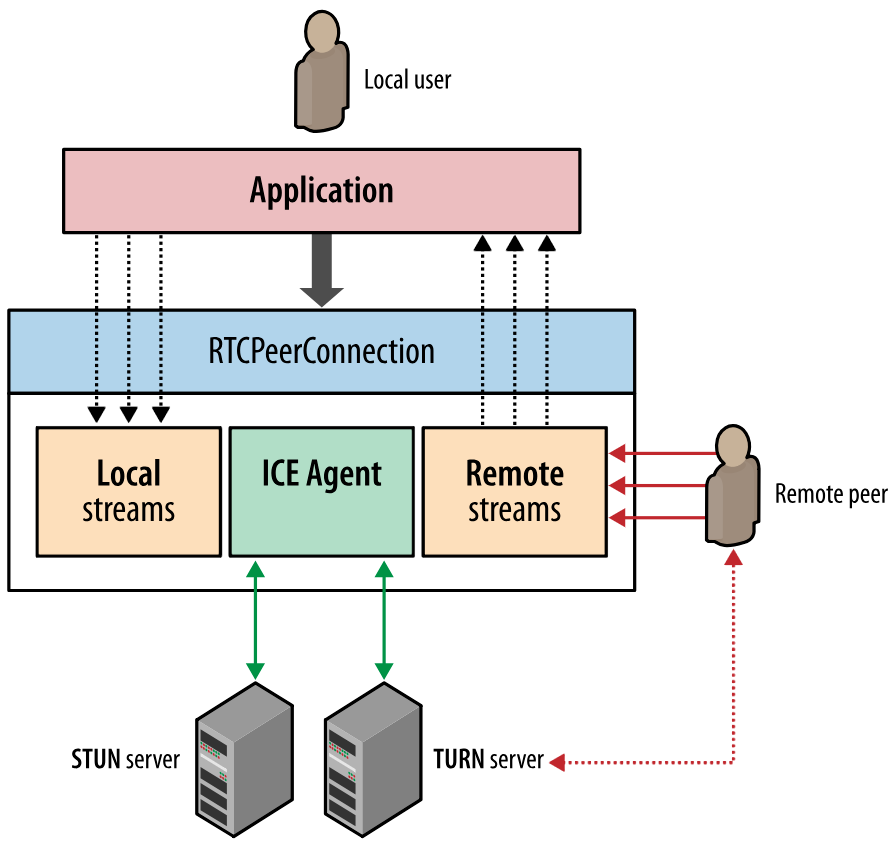 Local user
Application
RTCPeerConnection
Local
streams
ICE Agent
Remote
streams
Remote peer
STUN server
TURN server